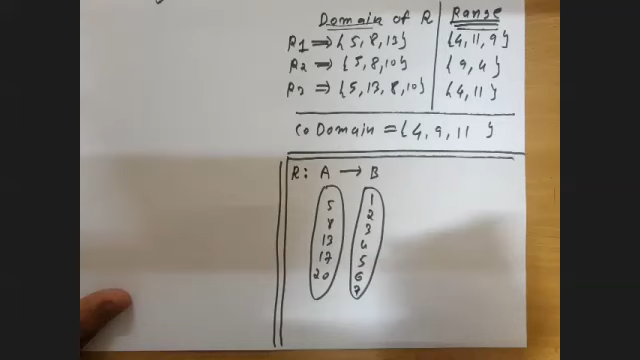 Domain of R Range
R1 ⇒ {5, 8, 13} {4, 11, 9}
R2 ⇒ {5, 8, 10} {9, 4}
R3 ⇒ {5, 13, 8, 10} {4, 11}
Co Domain = {4, 9, 11 }
R: A → B
5 1
8 2
13 3
17 4
20 5
6
7